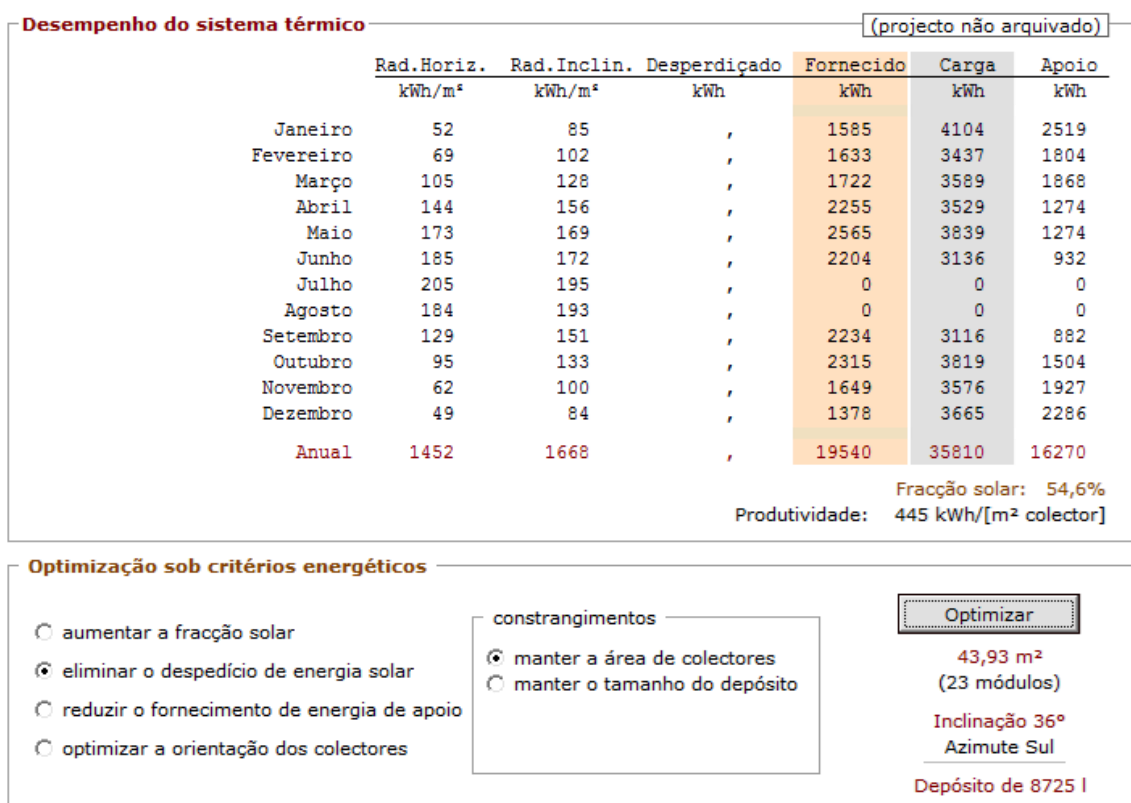 Desempenho do sistema térmico (projecto não arquivado)
Rad.Horiz. Rad.Inclin. Desperdiçado Fornecido Carga Apoio
kWh/m² kWh/m² kWh kWh kWh kWh
Janeiro 52 85 , 1585 4104 2519
Fevereiro 69 102 , 1633 3437 1804
Março 105 128 , 1722 3589 1868
Abril 144 156 , 2255 3529 1274
Maio 173 169 , 2565 3839 1274
Junho 185 172 , 2204 3136 932
Julho 205 195 , 0 0 0
Agosto 184 193 , 0 0 0
Setembro 129 151 , 2234 3116 882
Outubro 95 133 , 2315 3819 1504
Novembro 62 100 , 1649 3576 1927
Dezembro 49 84 , 1378 3665 2286
Anual 1452 1668 , 19540 35810 16270
Fracção solar: 54,6%
Produtividade: 445 kWh/[m² colector]
Optimização sob critérios energéticos
aumentar a fracção solar
eliminar o despedício de energia solar
reduzir o fornecimento de energia de apoio
optimizar a orientação dos colectores
constrangimentos
manter a área de colectores
manter o tamanho do depósito
Optimizar
43,93 m²
(23 módulos)
Inclinação 36°
Azimute Sul
Depósito de 8725 l